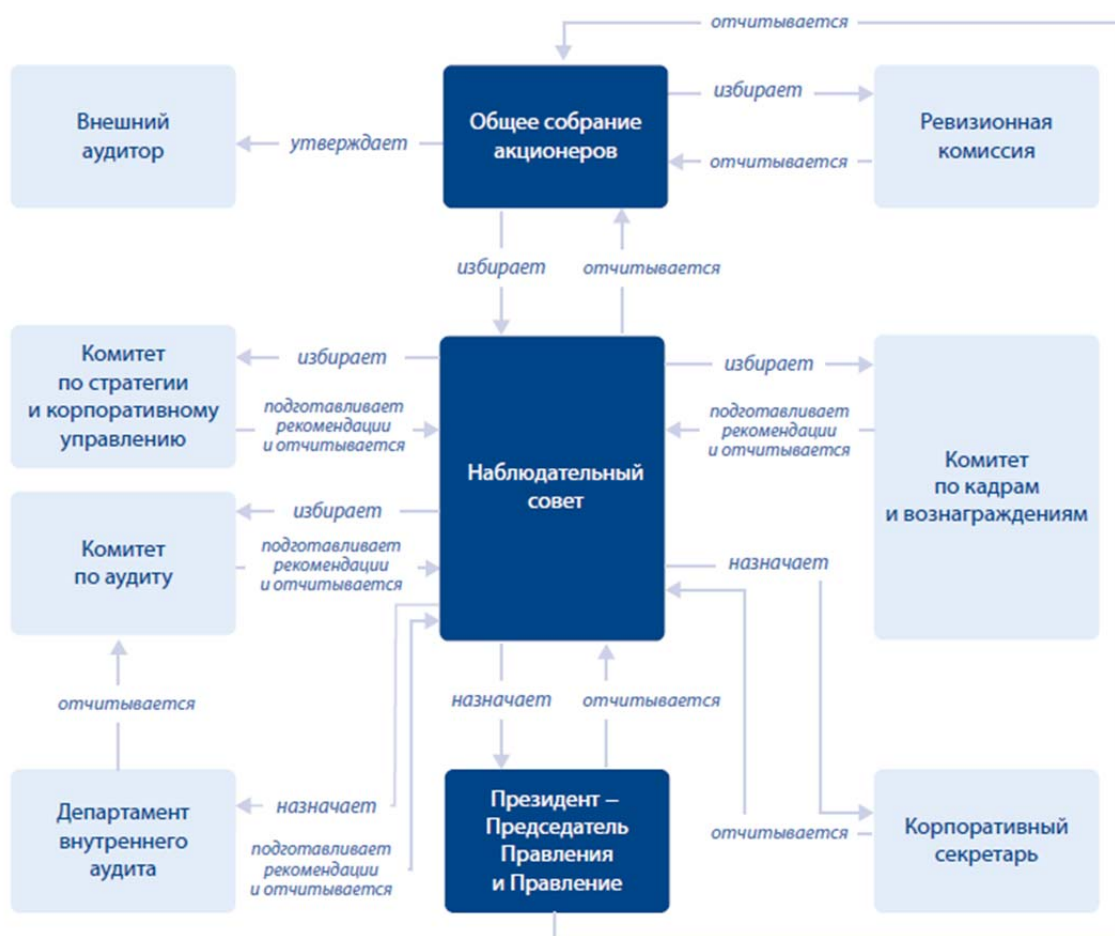 отчитывается
Внешний
аудитор
утверждает
Общее собрание
акционеров
избирает
отчитывается
Ревизионная
комиссия
избирает
отчитывается
Комитет
по стратегии
и корпоративному
управлению
избирает
подготавливает
рекомендации
и отчитывается
Наблюдательный
совет
избирает
подготавливает
рекомендации
и отчитывается
Комитет
по кадрам
и вознаграждениям
Комитет
по аудиту
избирает
подготавливает
рекомендации
и отчитывается
назначает
отчитывается
назначает
отчитывается
Департамент
внутреннего
аудита
назначает
подготавливает
рекомендации
и отчитывается
Президент –
Председатель
Правления
и Правление
отчитывается
Корпоративный
секретарь